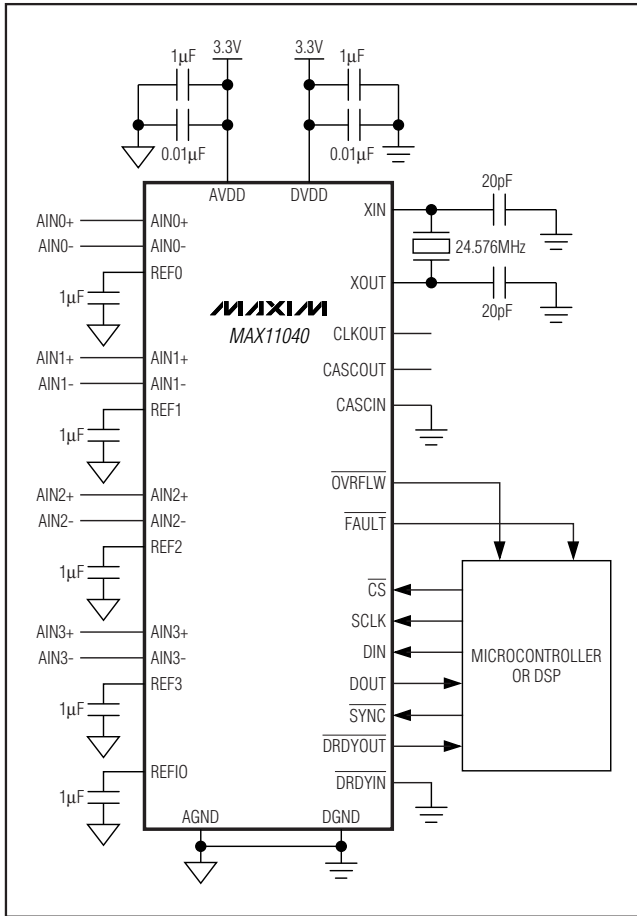 1µF
3.3V
3.3V
1µF
0.01µF
0.01µF
AVDD
DVDD
20pF
XIN
24.576MHz
XOUT
20pF
AIN0+
AIN0+
AIN0-
AIN0-
REF0
1µF
MAXIM
MAX11040
CLKOUT
CASCOUT
CASCIN
AIN1+
AIN1+
AIN1-
AIN1-
REF1
1µF
OVRFLW
FAULT
AIN2+
AIN2+
AIN2-
AIN2-
REF2
1µF
CS
SCLK
DIN
DOUT
SYNC
DRDYOUT
DRDYIN
MICROCONTROLLER
OR DSP
AIN3+
AIN3+
AIN3-
AIN3-
REF3
1µF
REFIO
1µF
AGND
DGND